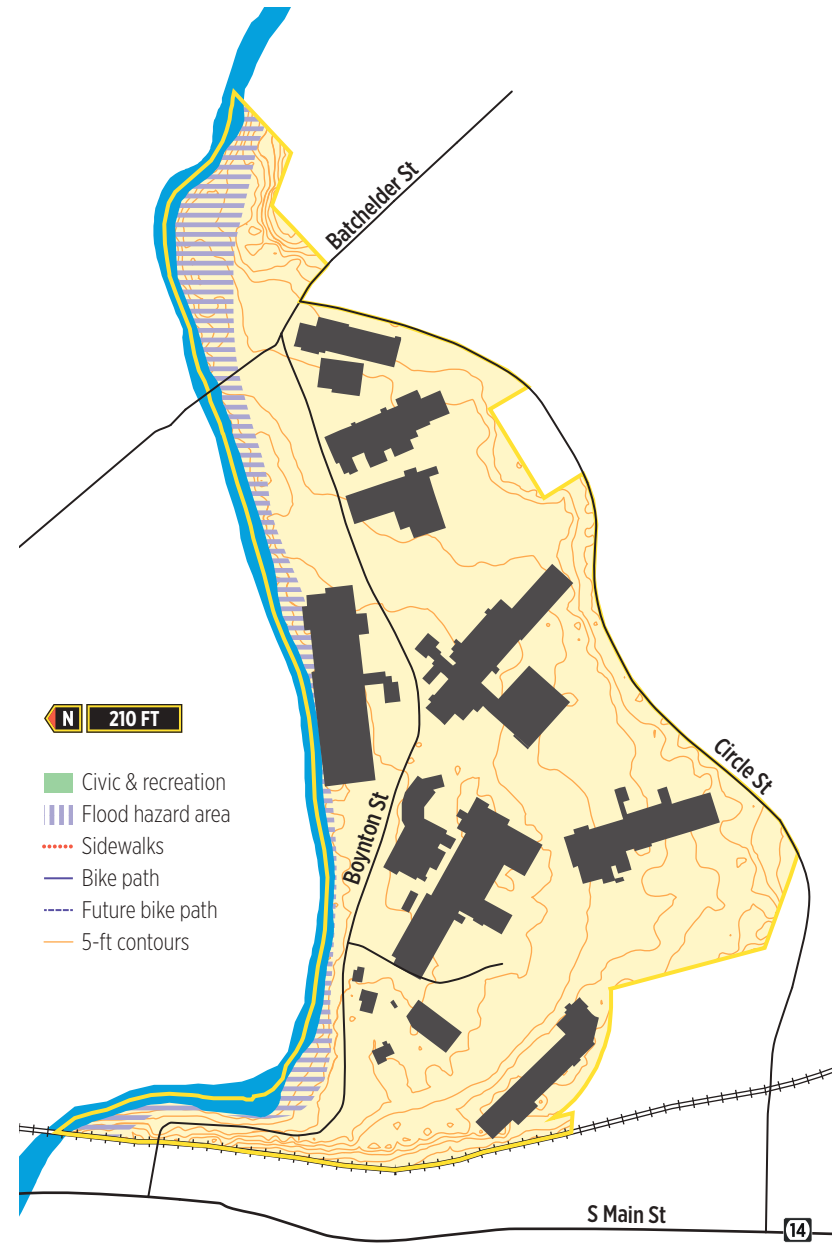 Batchelder St
N 210 FT
Civic & recreation
Flood hazard area
Sidewalks
Bike path
Future bike path
5-ft contours
Boynton St
Circle St
S Main St
14